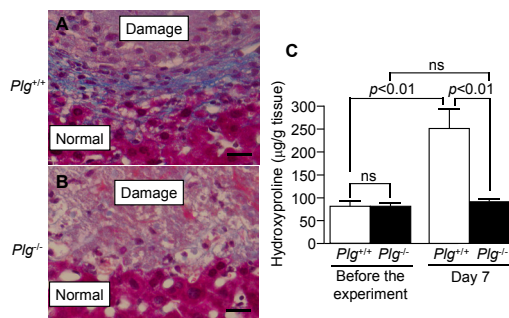 A
Damage
Plg+/+
Normal
B
Damage
Plg-/-
Normal
C
ns
p<0.01
p<0.01
ns
Hydroxyproline (μg/g tissue)
300
250
200
150
100
50
0
Plg+/+ Plg-/- Plg+/+ Plg-/-
Before the experiment
Day 7